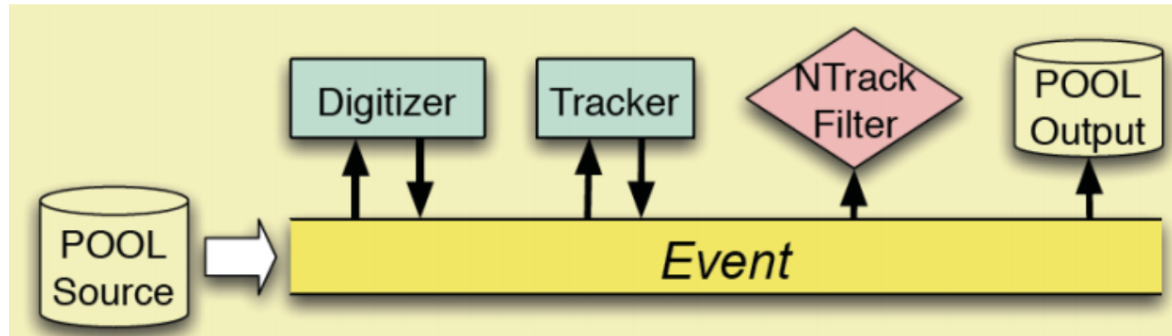 Digitizer
Tracker
NTrack
Filter
POOL
Output
POOL
Source
Event